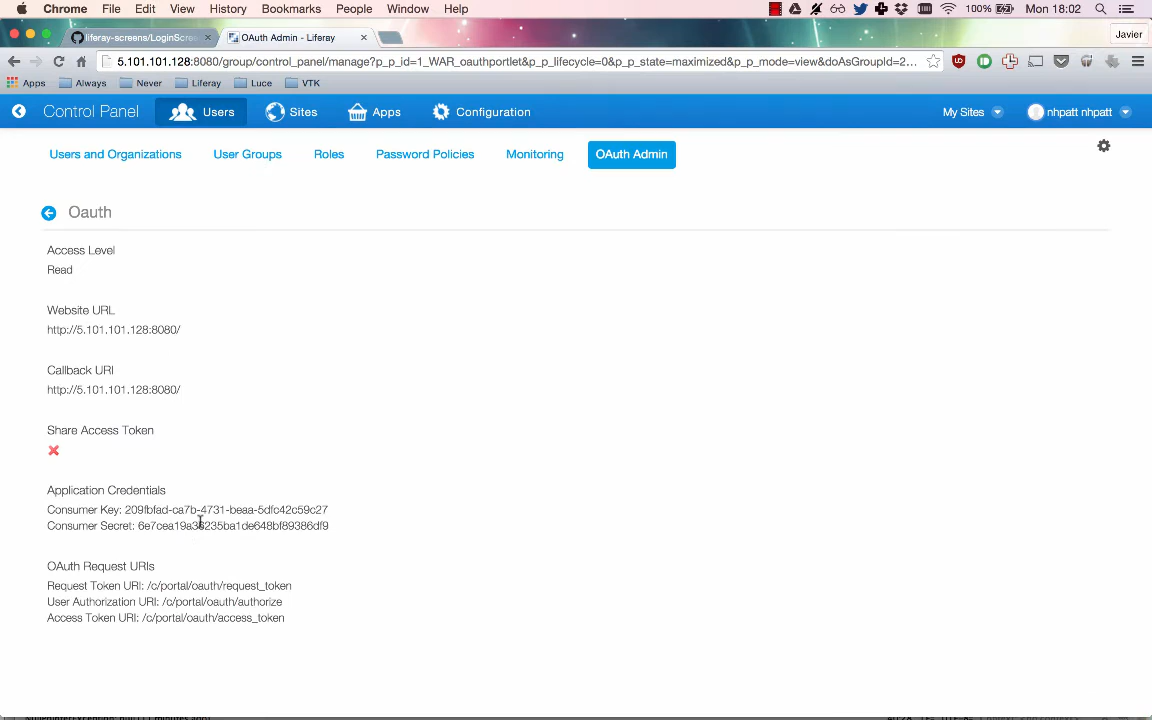 Chrome File Edit View History Bookmarks People Window Help 100% Mon 18:02
liferay-screens/LoginScree OAuth Admin - Liferay Javier
5.101.101.128:8080/group/control_panel/manage?p_p_id=1_WAR_oauthportlet&p_p_lifecycle=0&p_p_state=maximized&p_p_mode=view&doAsGroupId=2...
Apps Always Never Liferay Luce VTK
Control Panel Users Sites Apps Configuration My Sites nhpatt nhpatt
Users and Organizations User Groups Roles Password Policies Monitoring OAuth Admin
Oauth
Access Level
Read
Website URL
http://5.101.101.128:8080/
Callback URI
http://5.101.101.128:8080/
Share Access Token
Application Credentials
Consumer Key: 209fbfad-ca7b-4731-beaa-5dfc42c59c27
Consumer Secret:
OAuth Request URIs
Request Token URI: /c/portal/oauth/request_token
User Authorization URI: /c/portal/oauth/authorize
Access Token URI: /c/portal/oauth/access_token